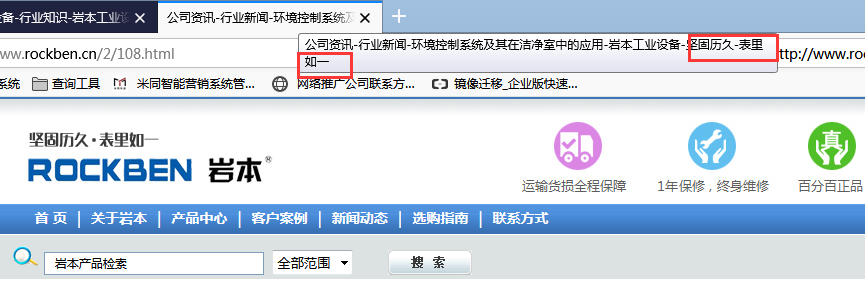 设备-行业知识-岩本工业设
公司资讯-行业新闻-环境控制系统及
公司资讯-行业新闻-环境控制系统及其在洁净室中的应用-岩本工业设备-坚固历久-表里
如一
ww.rockben.cn/2/108.html
ttp://www.ro
系统 查询工具 米同智能营销系统管... 网络推广公司联系方... 镜像迁移_企业版快速...
坚固历久·表里如一
ROCKBEN 岩本®
运输货损全程保障 1年保修，终身维修 真 百分百正品
首 页 | 关于岩本 | 产品中心 | 客户案例 | 新闻动态 | 选购指南 | 联系方式
岩本产品检索 全部范围 搜 索